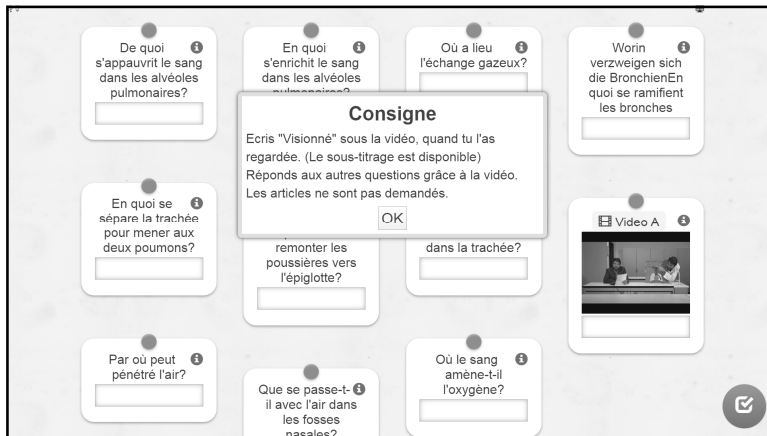 De quoi
s'appauvrit le sang
dans les alvéoles
pulmonaires?
En quoi
s'enrichit le sang
dans les alvéoles
pulmonaires?
Où a lieu
l'échange gazeux?
Worin
verzweigen sich
die BronchienEn
quoi se ramifient
les bronches
Consigne
Ecris "Visionné" sous la vidéo, quand tu l'as
regardée. (Le sous-titrage est disponible)
Réponds aux autres questions grâce à la vidéo.
Les articles ne sont pas demandés.
OK
En quoi se
sépare la trachée
pour mener aux
deux poumons?
remonter les
poussières vers
l'épiglotte?
dans la trachée?
Video A
Par où peut
pénétré l'air?
Que se passe-t-
il avec l'air dans
les fosses
nasales?
Où le sang
amène-t-il
l'oxygène?